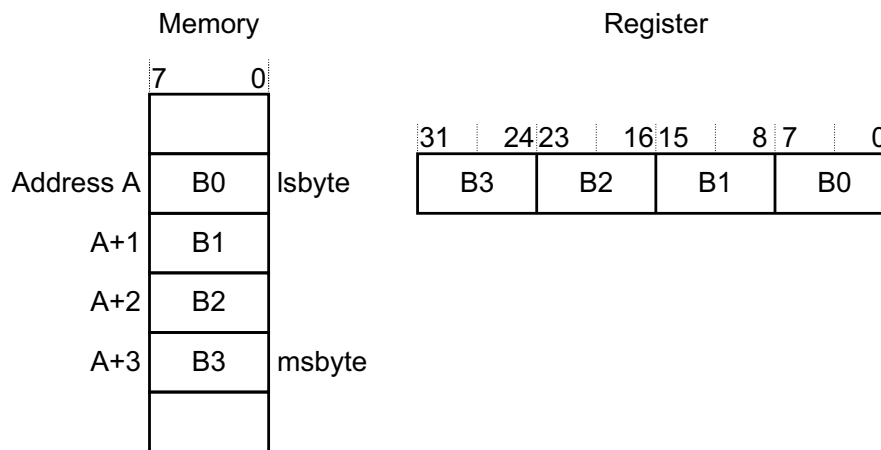 Memory
Register
7 0
31 24 23 16 15 8 7 0
Address A B0 lsbyte
B3 B2 B1 B0
A+1 B1
A+2 B2
A+3 B3 msbyte